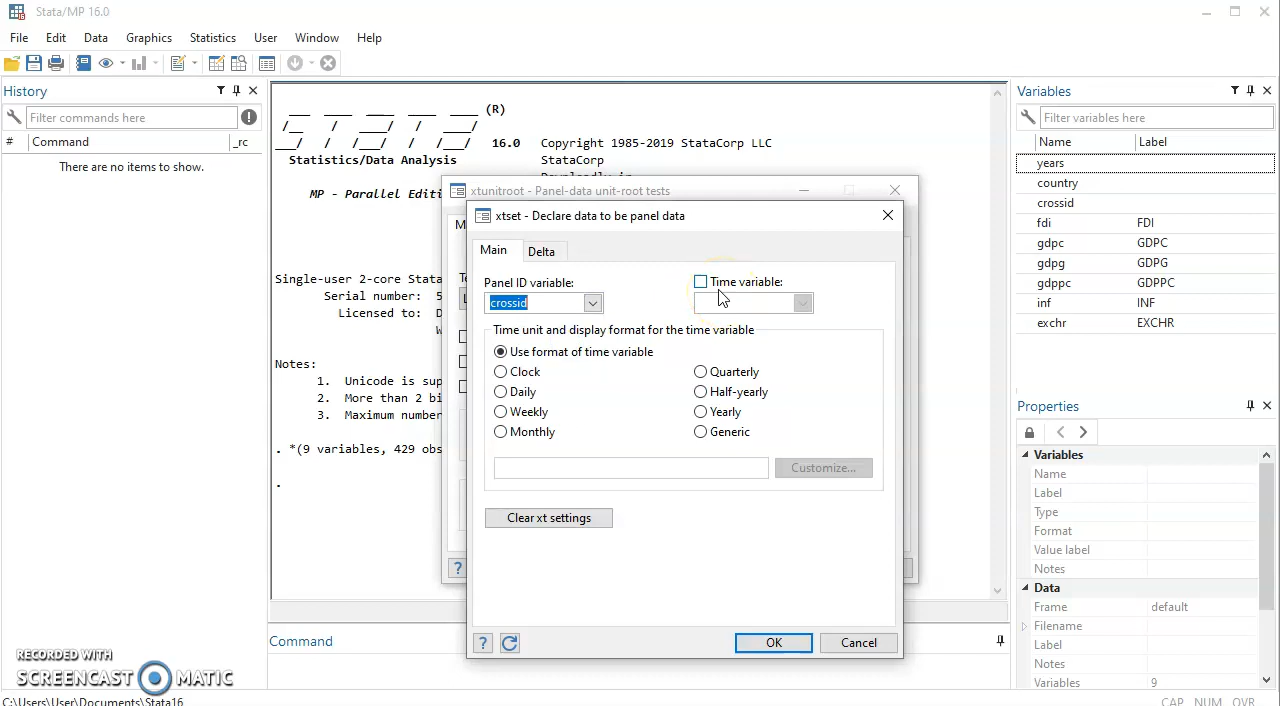 Stata/MP 16.0
File Edit Data Graphics Statistics User Window Help
History
Filter commands here
# Command _rc
There are no items to show.
(R)
16.0 Copyright 1985-2019 StataCorp LLC
Statistics/Data Analysis StataCorp
MP - Parallel Editi
Single-user 2-core Stata
Serial number: 5
Licensed to: D
Notes:
1. Unicode is sup
2. More than 2 bi
3. Maximum number
. *(9 variables, 429 obs
.
xtunitroot - Panel-data unit-root tests
xtset - Declare data to be panel data
Main Delta
Panel ID variable: Time variable:
crossid
Time unit and display format for the time variable
Use format of time variable
Clock Quarterly
Daily Half-yearly
Weekly Yearly
Monthly Generic
Customize...
Clear xt settings
? OK Cancel
?
Command
Variables
Filter variables here
Name Label
years
country
crossid
fdi FDI
gdpc GDPC
gdpg GDPG
gdppc GDPPC
inf INF
exchr EXCHR
Properties
Variables
Name
Label
Type
Format
Value label
Notes
Data
Frame default
Filename
Label
Notes
Variables 9
RECORDED WITH
SCREENCAST MATIC
C:\Users\User\Documents\Stata16
CAP NUM OVR